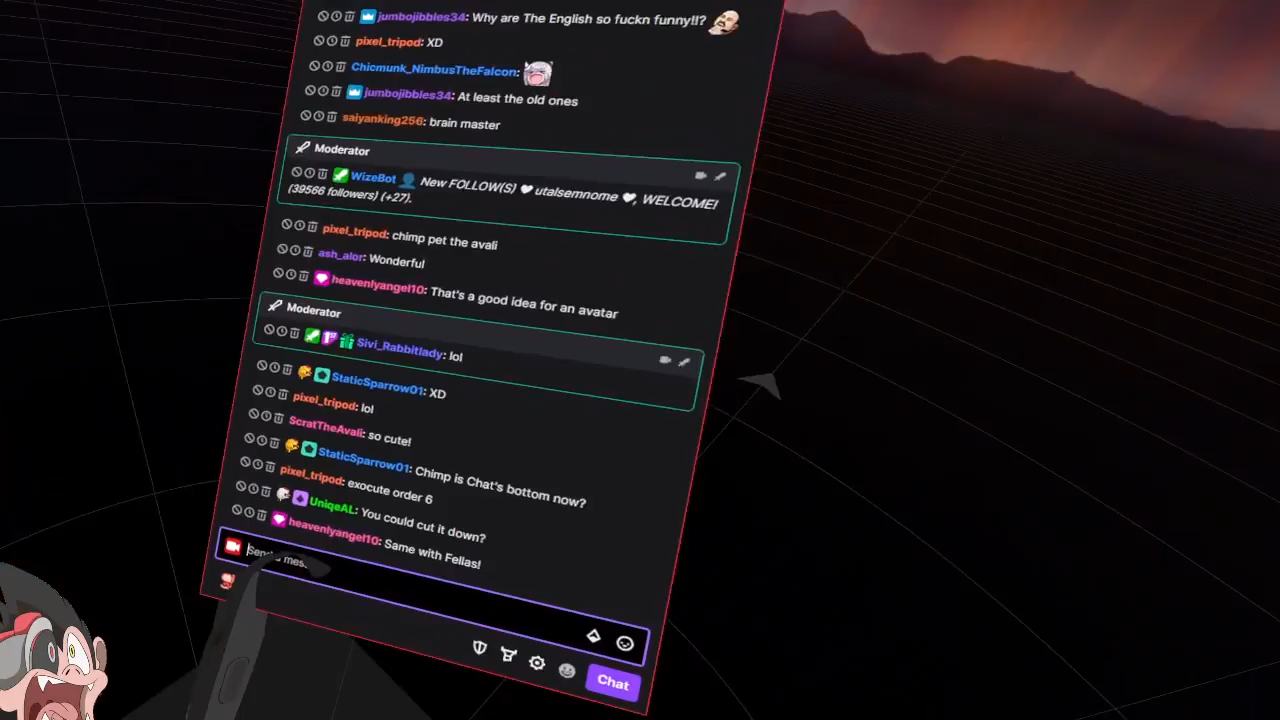 jumbojibbles34: Why are The English so fuckn funny!!?
pixel_tripod: XD
Chicmunk_NimbusTheFalcon:
jumbojibbles34: At least the old ones
saiyanking256: brain master
Moderator
WizeBot New FOLLOW(S) utalsemnome , WELCOME!
(39566 followers) (+27).
pixel_tripod: chimp pet the avali
ash_alor: Wonderful
heavenlyangel10: That's a good idea for an avatar
Moderator
Sivi_Rabbitlady: lol
StaticSparrow01: XD
pixel_tripod: lol
ScratTheAvali: so cute!
StaticSparrow01: Chimp is Chat's bottom now?
pixel_tripod: exocute order 6
UniqeAL: You could cut it down?
heavenlyangel10: Same with Fellas!
Send a mes
Chat